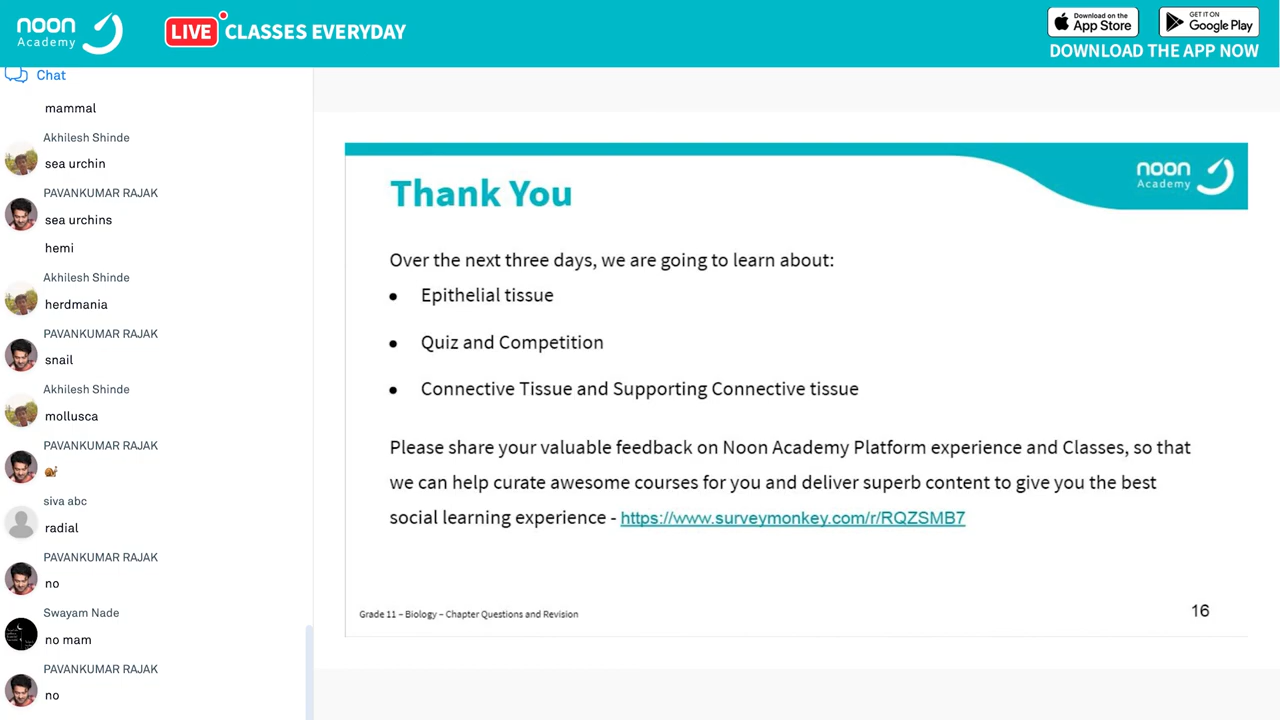 noon
Academy
LIVE CLASSES EVERYDAY
Download on the
App Store
GET IT ON
Google Play
DOWNLOAD THE APP NOW
Chat
mammal
Akhilesh Shinde
sea urchin
PAVANKUMAR RAJAK
sea urchins
hemi
Akhilesh Shinde
herdmania
PAVANKUMAR RAJAK
snail
Akhilesh Shinde
mollusca
PAVANKUMAR RAJAK
🐌
siva abc
radial
PAVANKUMAR RAJAK
no
Swayam Nade
no mam
PAVANKUMAR RAJAK
no
noon
Academy
Thank You
Over the next three days, we are going to learn about:
● Epithelial tissue
● Quiz and Competition
● Connective Tissue and Supporting Connective tissue
Please share your valuable feedback on Noon Academy Platform experience and Classes, so that
we can help curate awesome courses for you and deliver superb content to give you the best
social learning experience - https://www.surveymonkey.com/r/RQZSMB7
Grade 11 – Biology – Chapter Questions and Revision
16